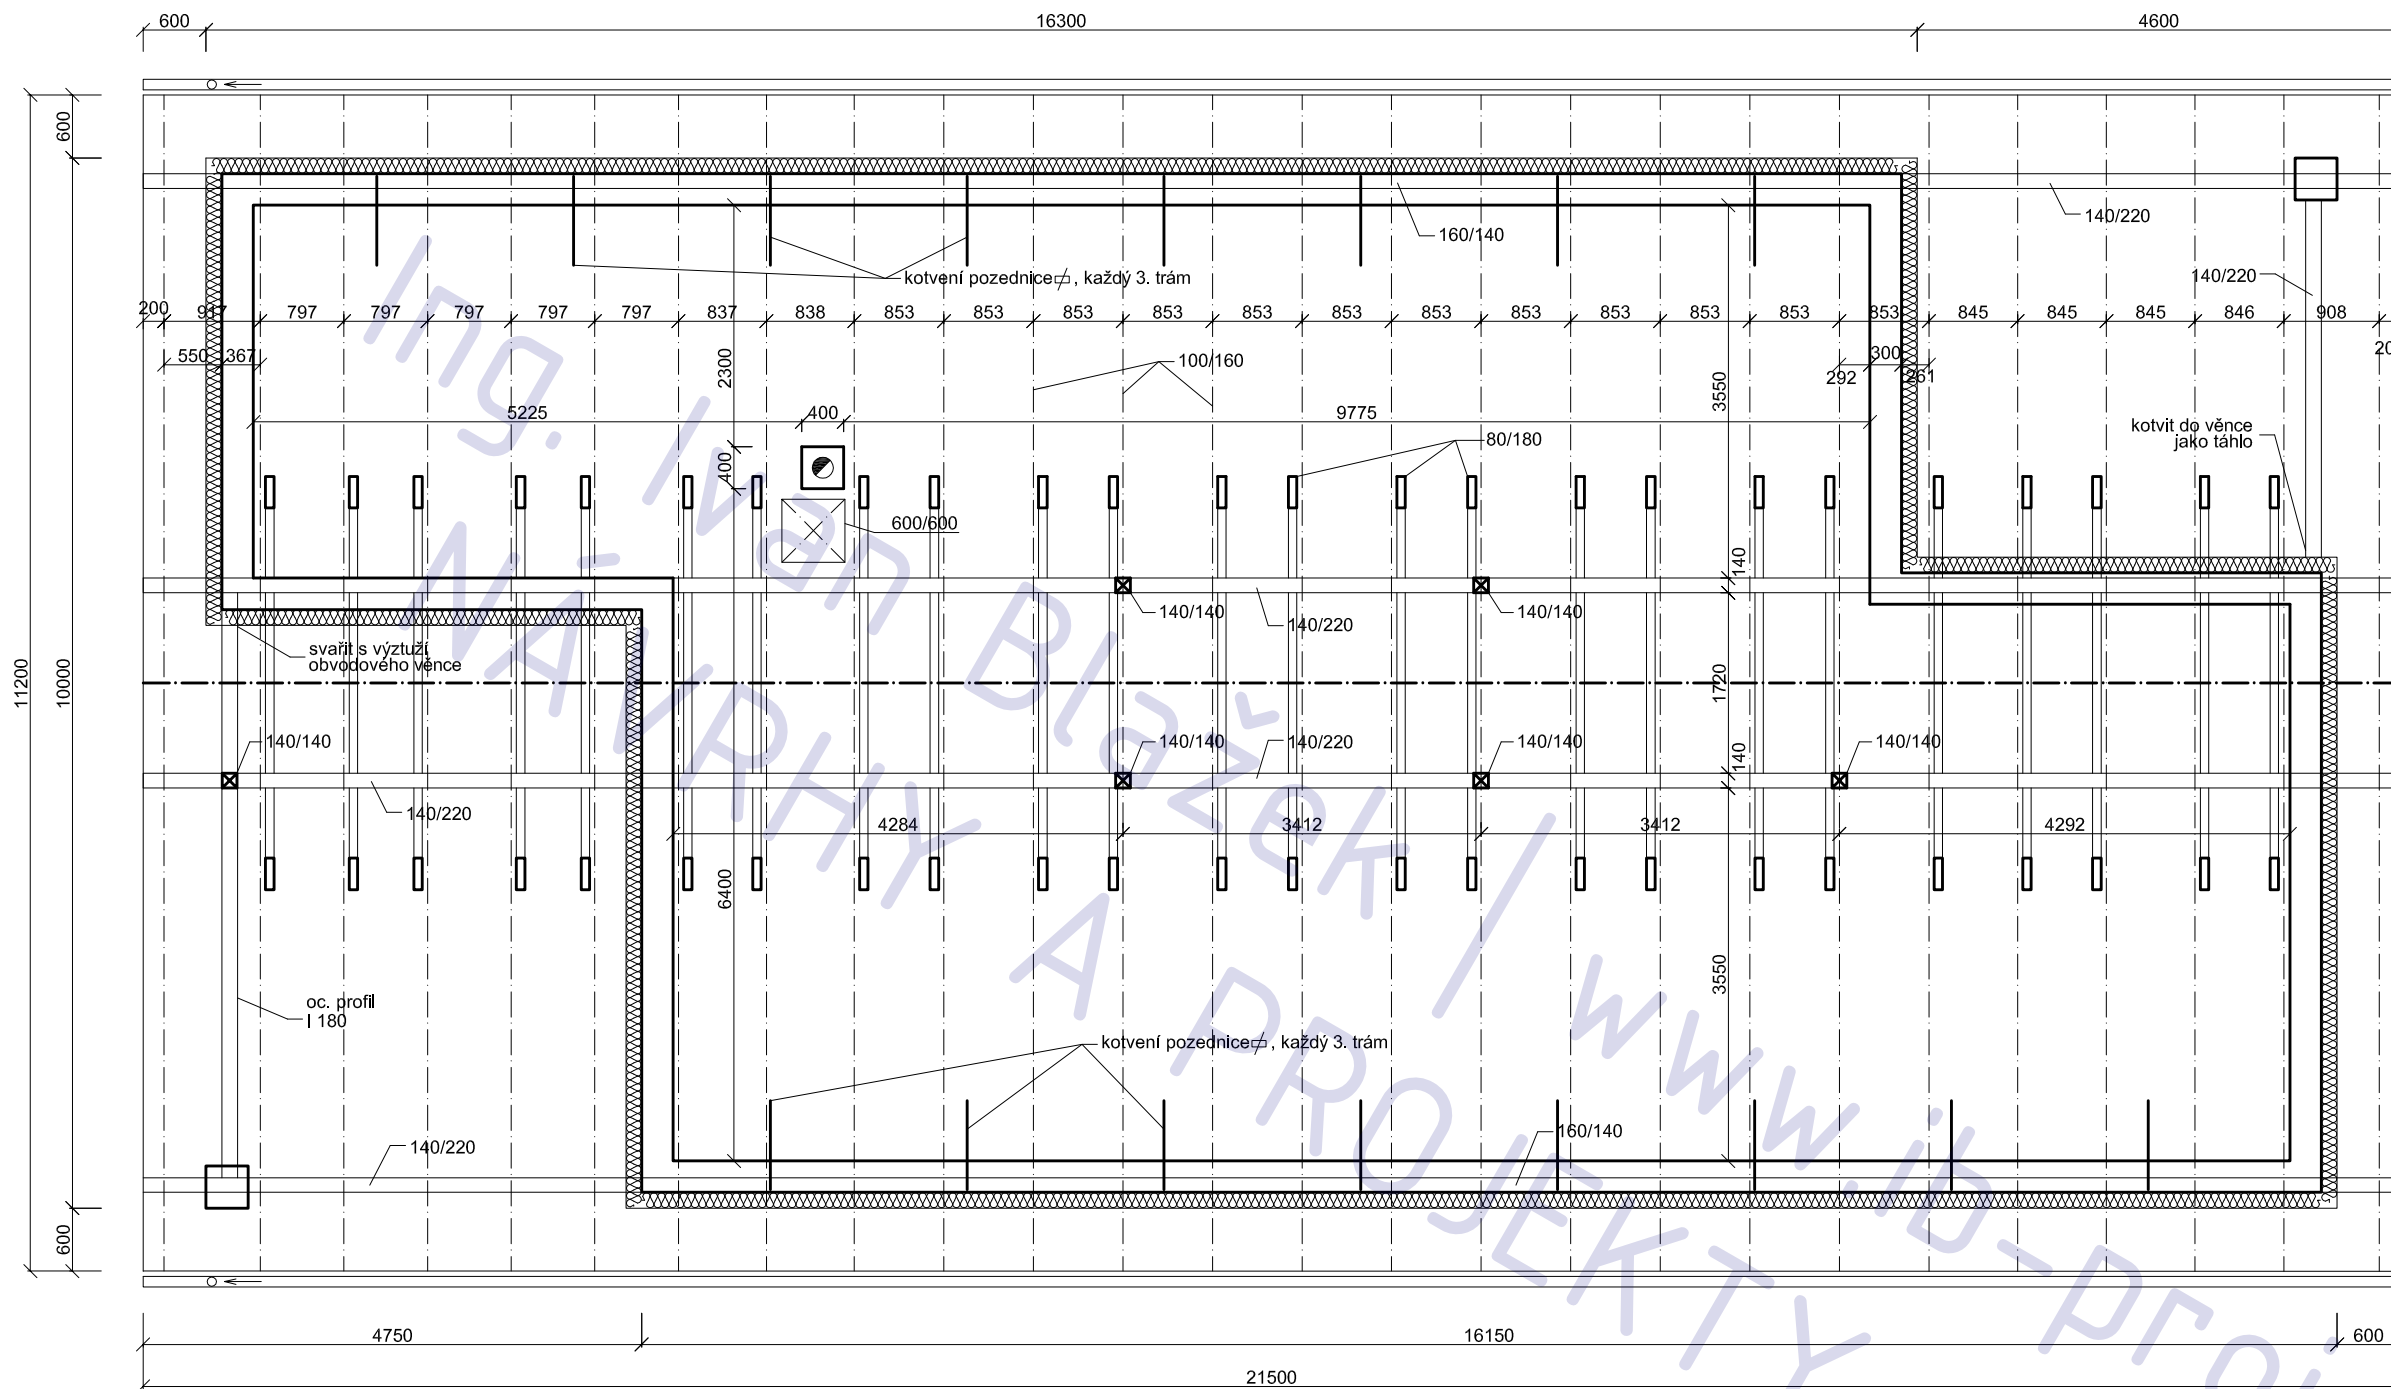 600 16300 4600
600
160/140 140/220
140/220
kotvení pozednice , každý 3. trám
200 917 797 797 797 797 797 837 838 853 853 853 853 853 853 853 853 853 853 853 853 845 845 845 846 908
550 367 300
292 261
20
2300 100/160 3550
5225 400 9775
400 80/180
kotvit do věnce
jako táhlo
600/600
140
140/140 140/140
140/220
svařit s výztuží
obvodového věnce
11200 10000 1720
140/140 140/140 140/220 140/140 140/140
140
140/220
4284 3412 3412 4292
6400 3550
oc. profil
I 180
kotvení pozednice , každý 3. trám
160/140
140/220
600
4750 16150 600
21500
Ing. Ivan Blažek / www.ib-proj
NÁVRHY A PROJEKTY